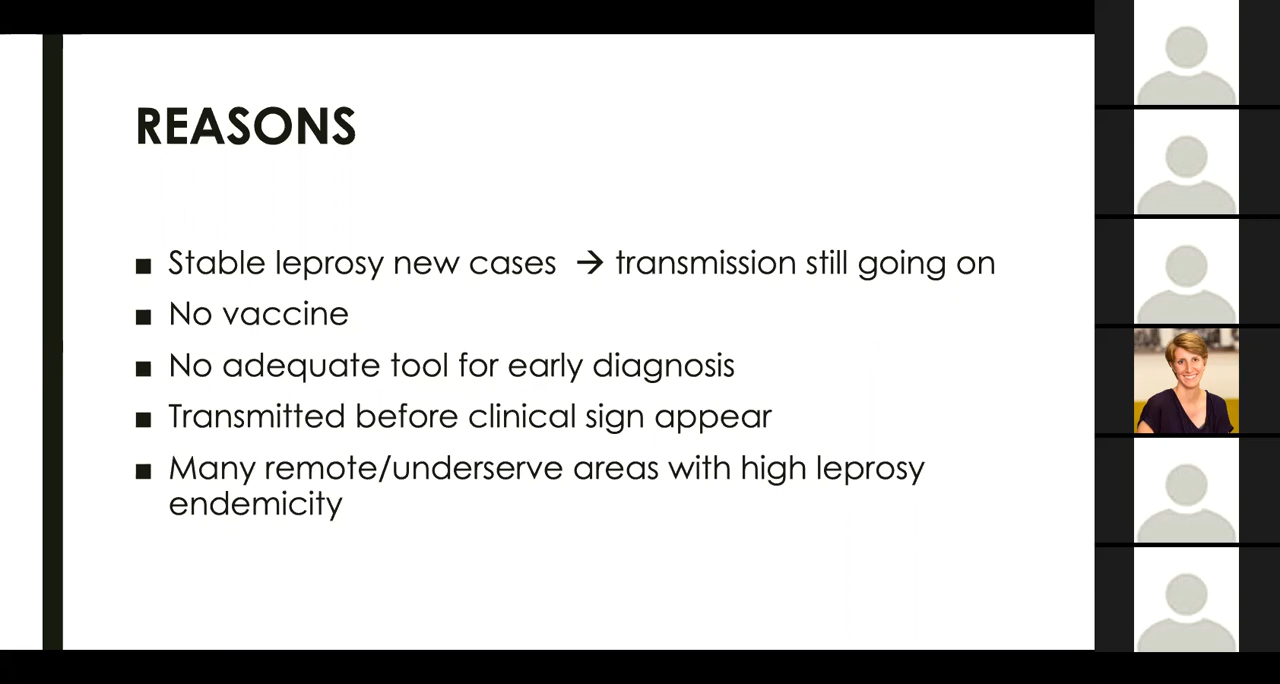 REASONS
■ Stable leprosy new cases → transmission still going on
■ No vaccine
■ No adequate tool for early diagnosis
■ Transmitted before clinical sign appear
■ Many remote/underserve areas with high leprosy
endemicity